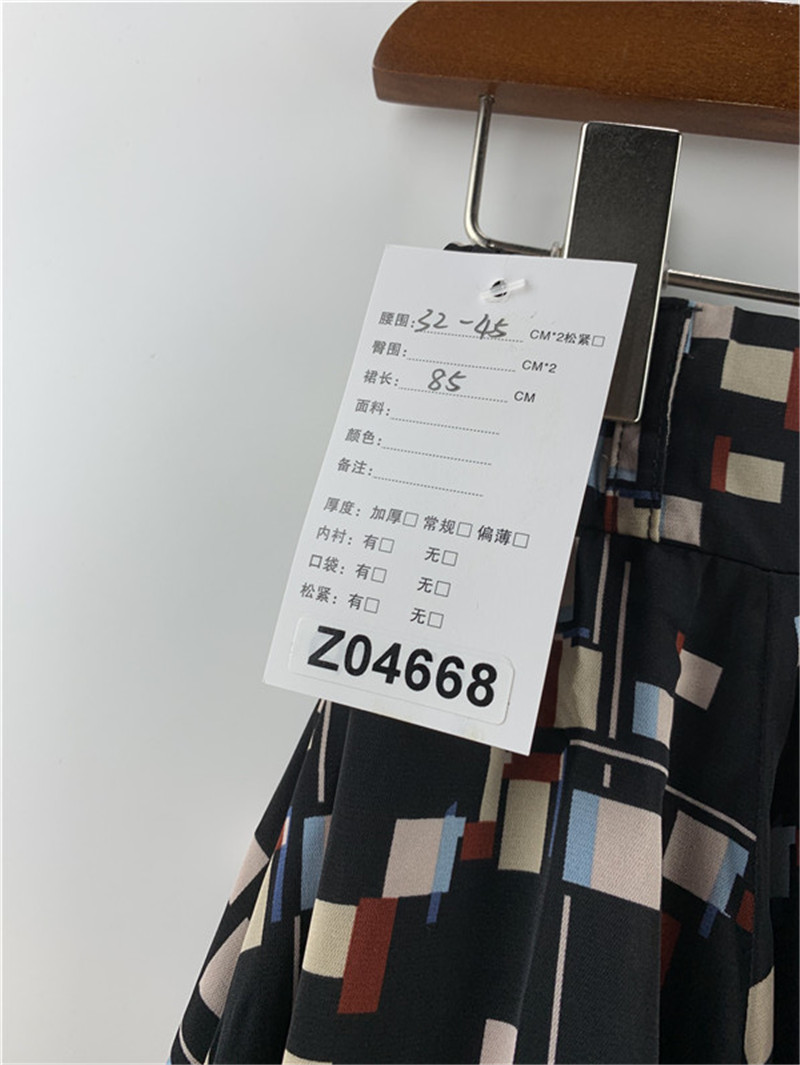 腰围:32-45 CM*2松紧□
臀围: CM*2
裙长: 85 CM
面料:
颜色:
备注:
厚度: 加厚□ 常规□ 偏薄□
内衬: 有□ 无□
口袋: 有□ 无□
松紧: 有□ 无□
Z04668